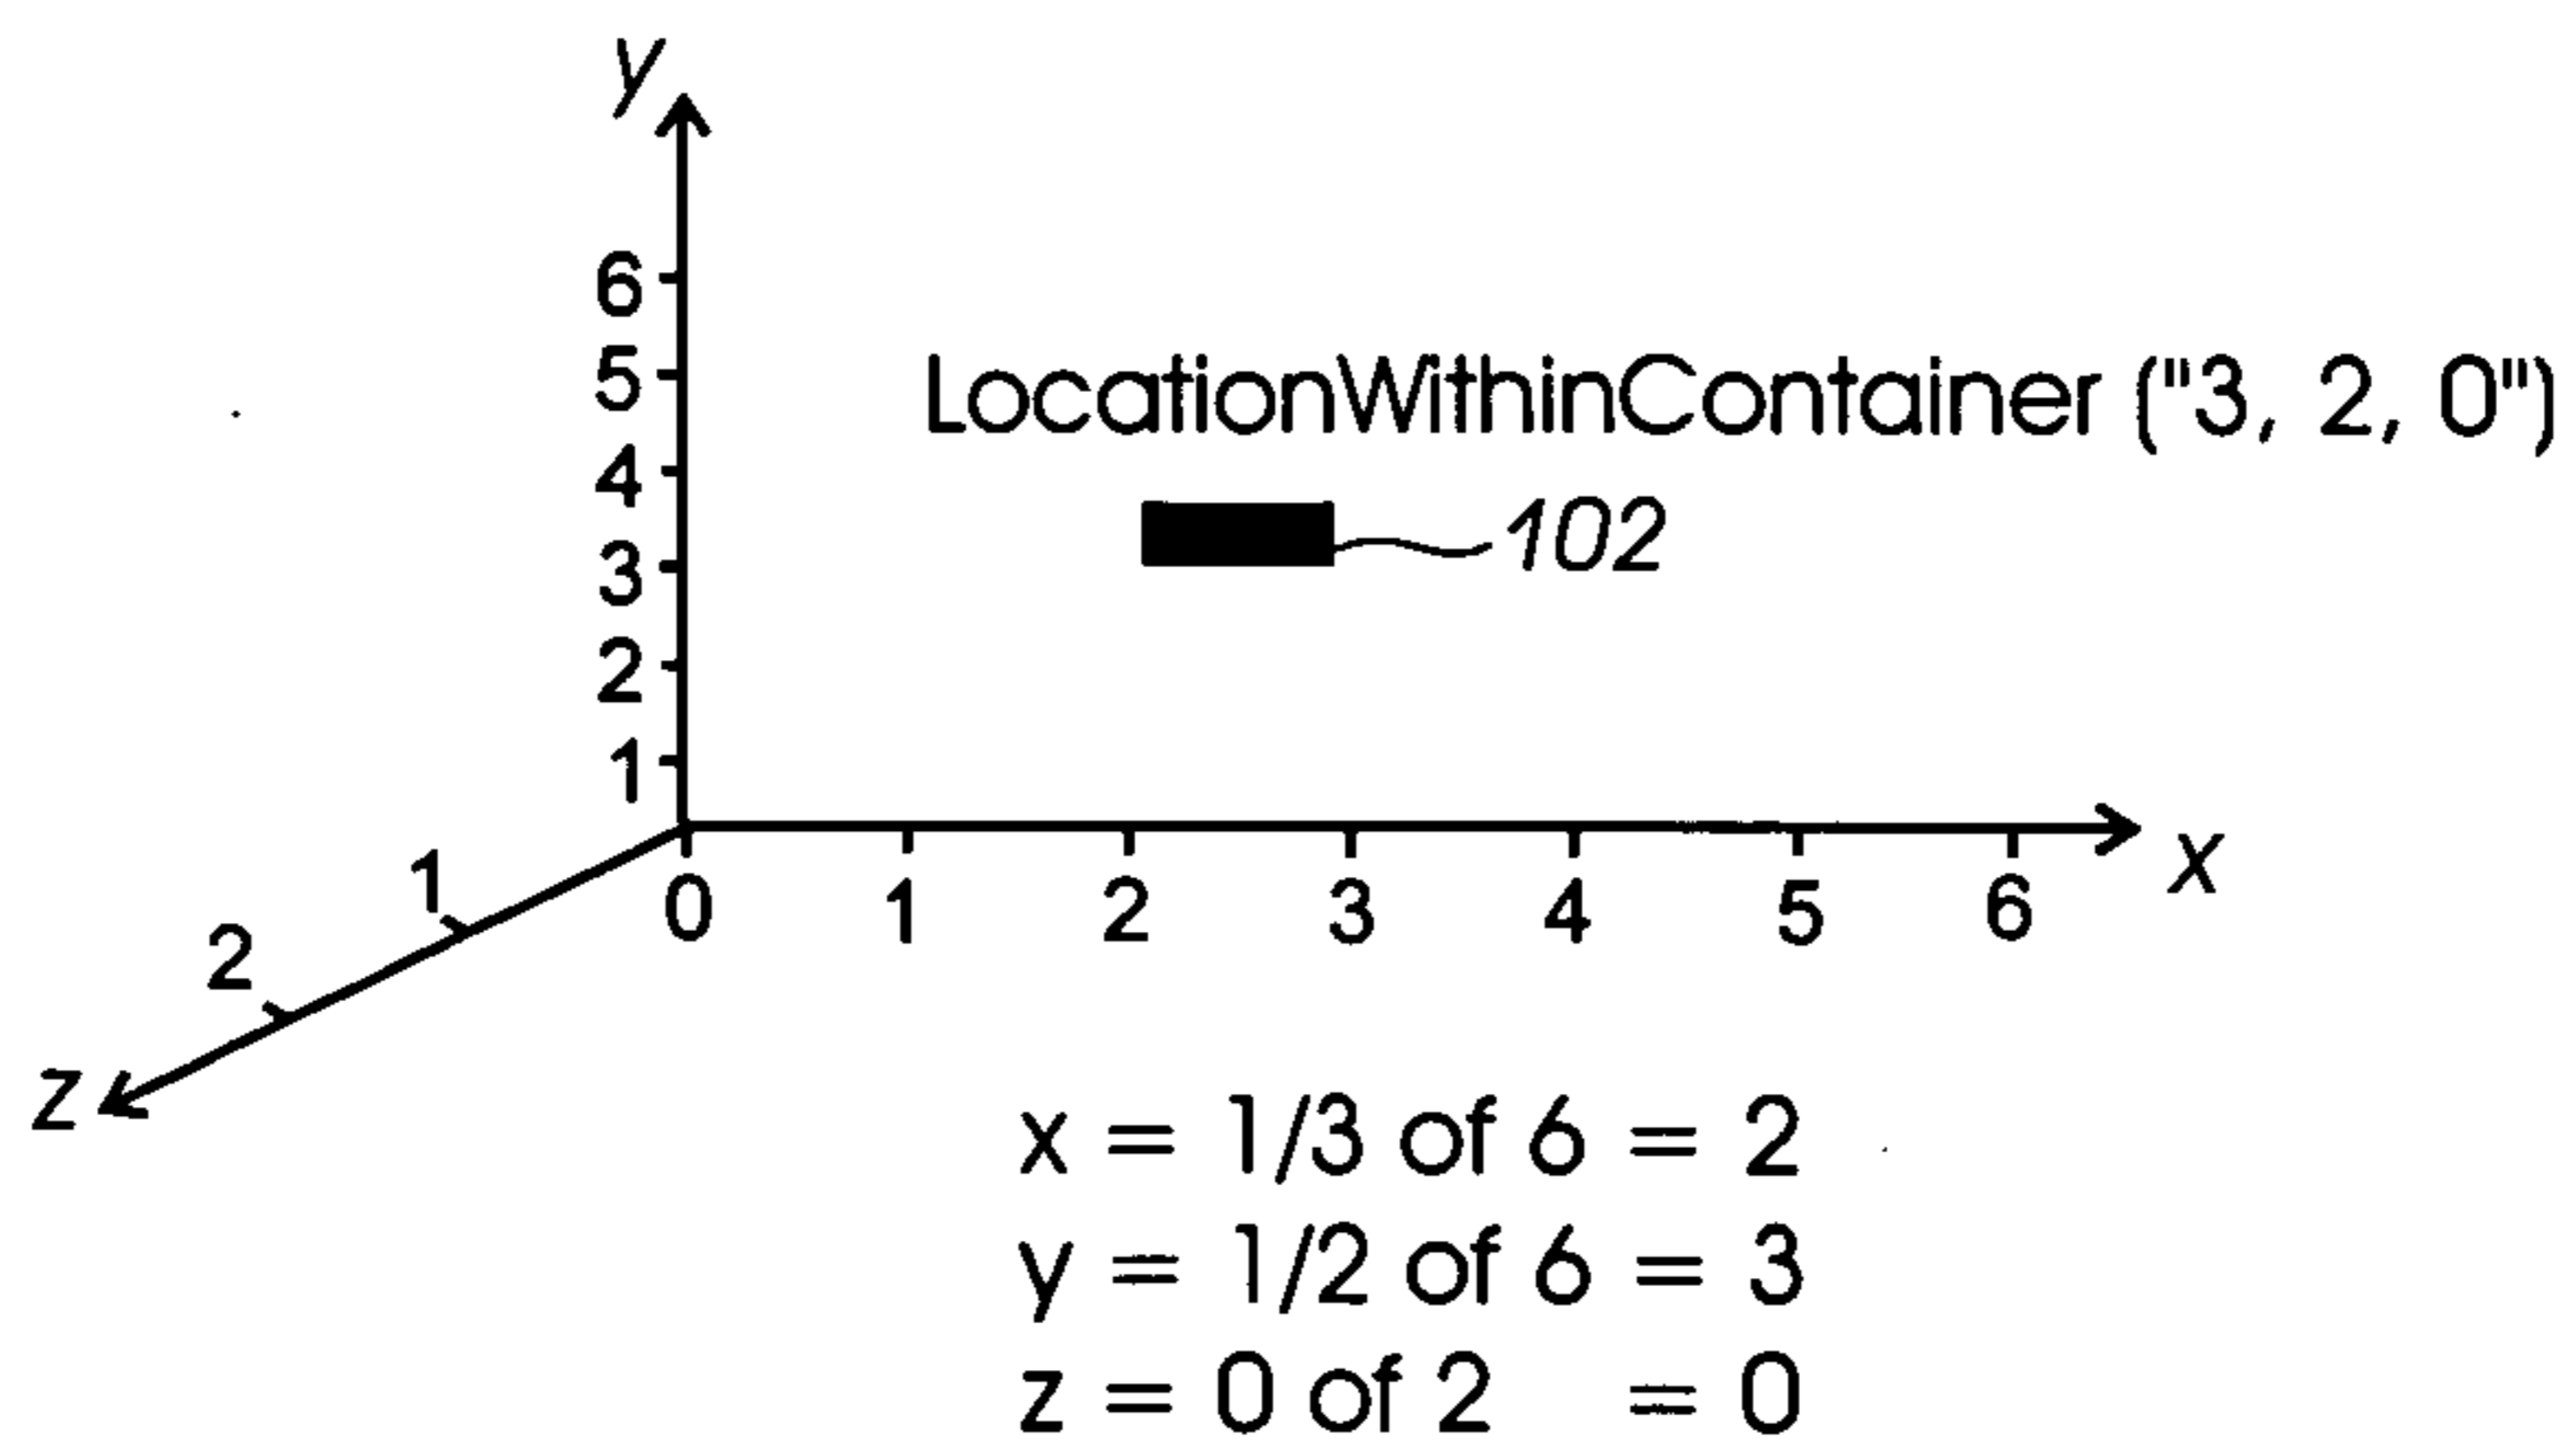 y
6
5
LocationWithinContainer ("3, 2, 0")
4
102
3
2
1
0 1 2 3 4 5 6
x
1
2
z
x = 1/3 of 6 = 2
y = 1/2 of 6 = 3
z = 0 of 2 = 0